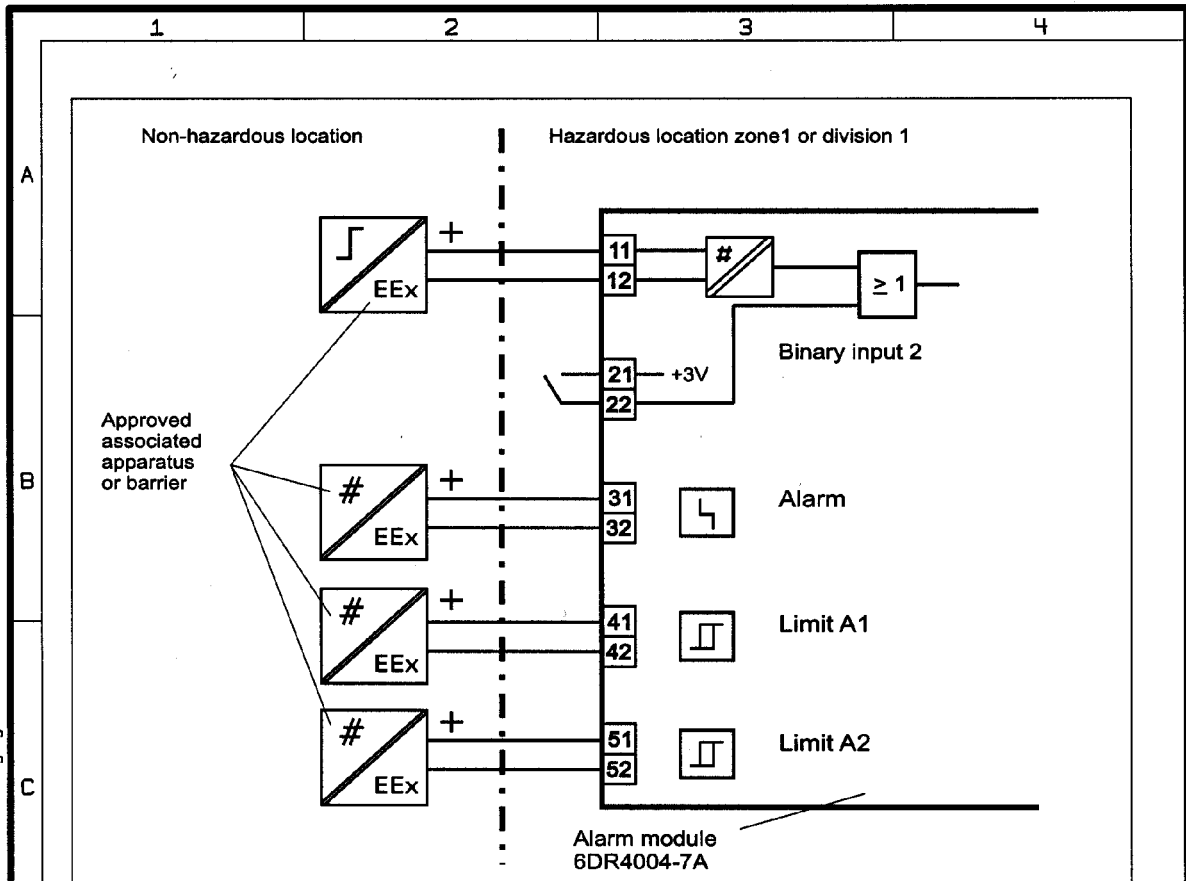 1 2 3 4
A
B
C
Non-hazardous location
Hazardous location zone1 or division 1
+
EEx
11
12
#
≥ 1
Binary input 2
21
+3V
22
Approved
associated
apparatus
or barrier
#
EEx
+
31
32
Alarm
#
EEx
+
41
42
Limit A1
#
EEx
+
51
52
Limit A2
Alarm module
6DR4004-7A